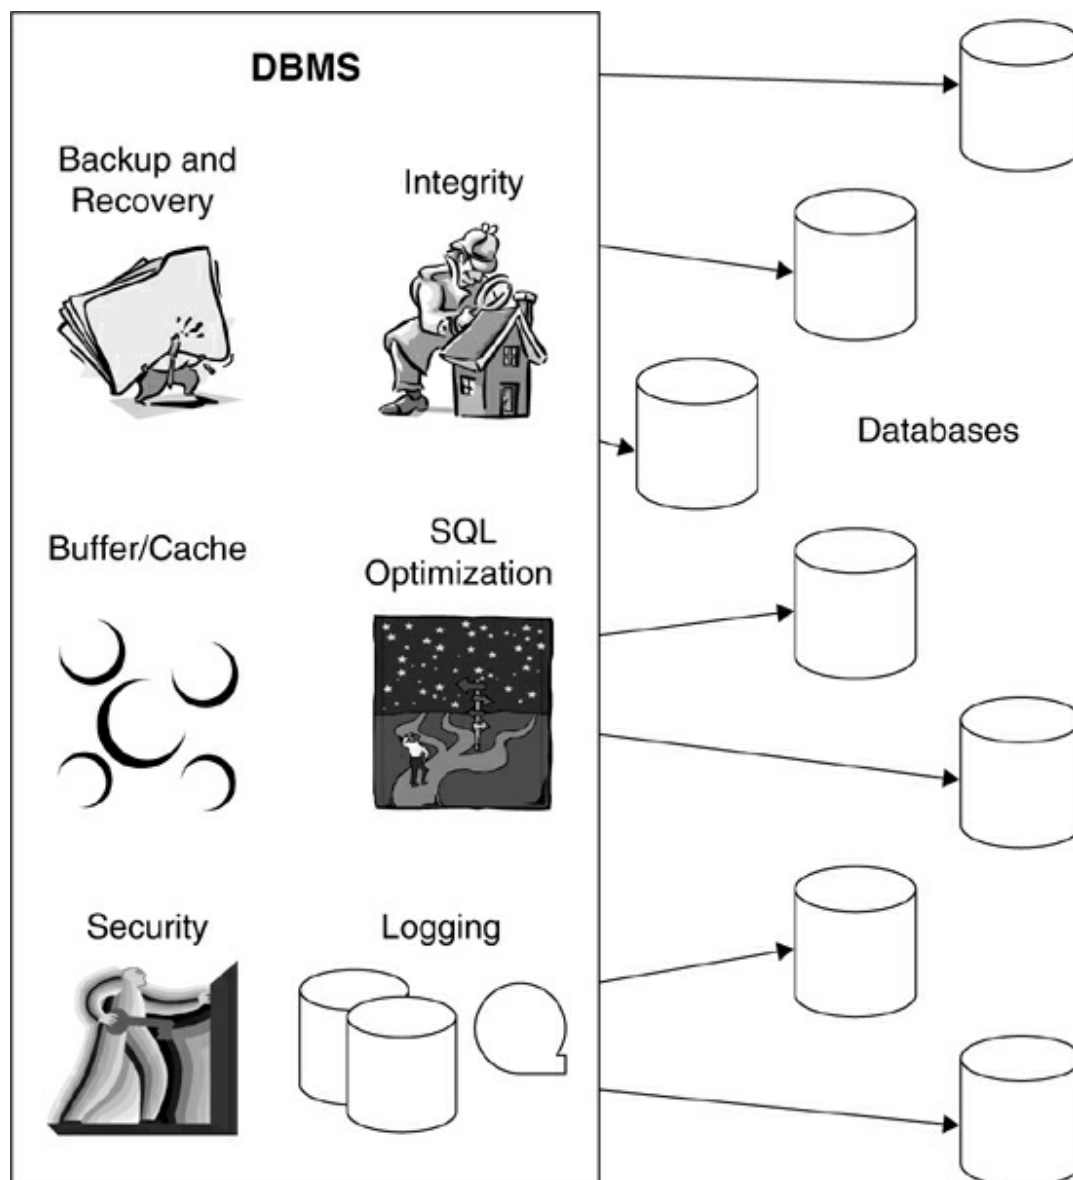 DBMS
Backup and
Recovery
Integrity
Databases
Buffer/Cache
SQL
Optimization
Security
Logging